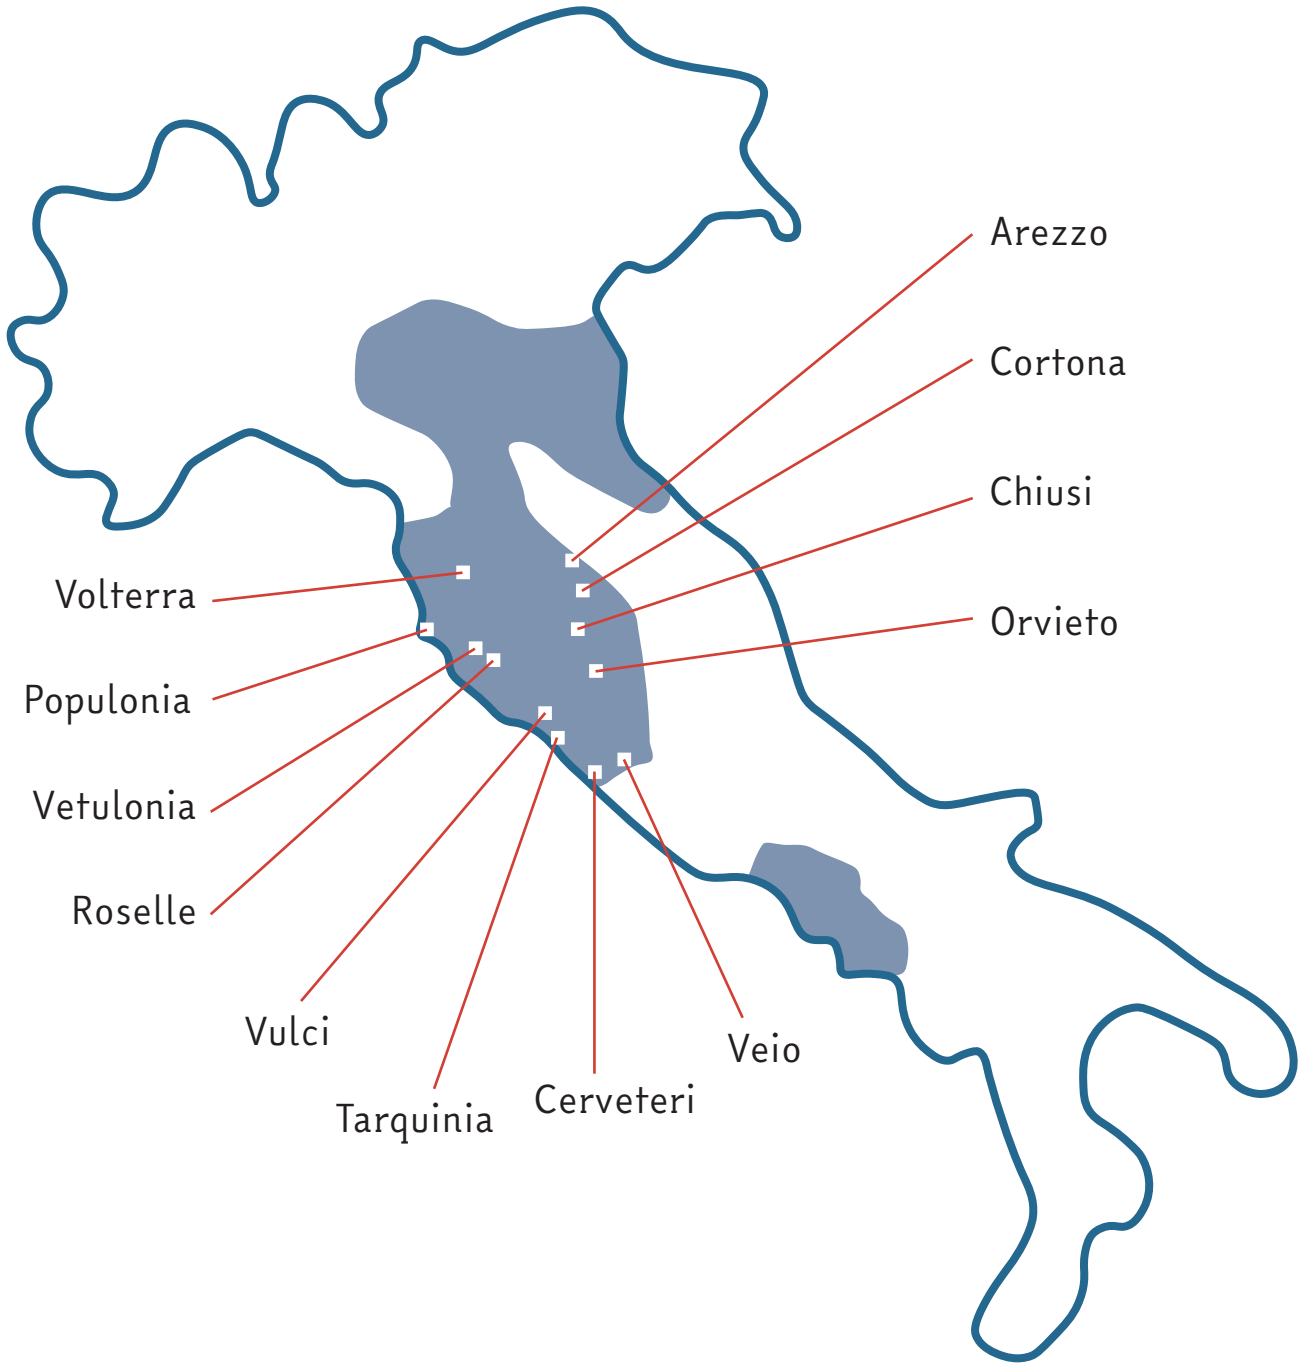 Arezzo
Cortona
Chiusi
Orvieto
Volterra
Populonia
Vetulonia
Roselle
Vulci
Tarquinia
Cerveteri
Veio